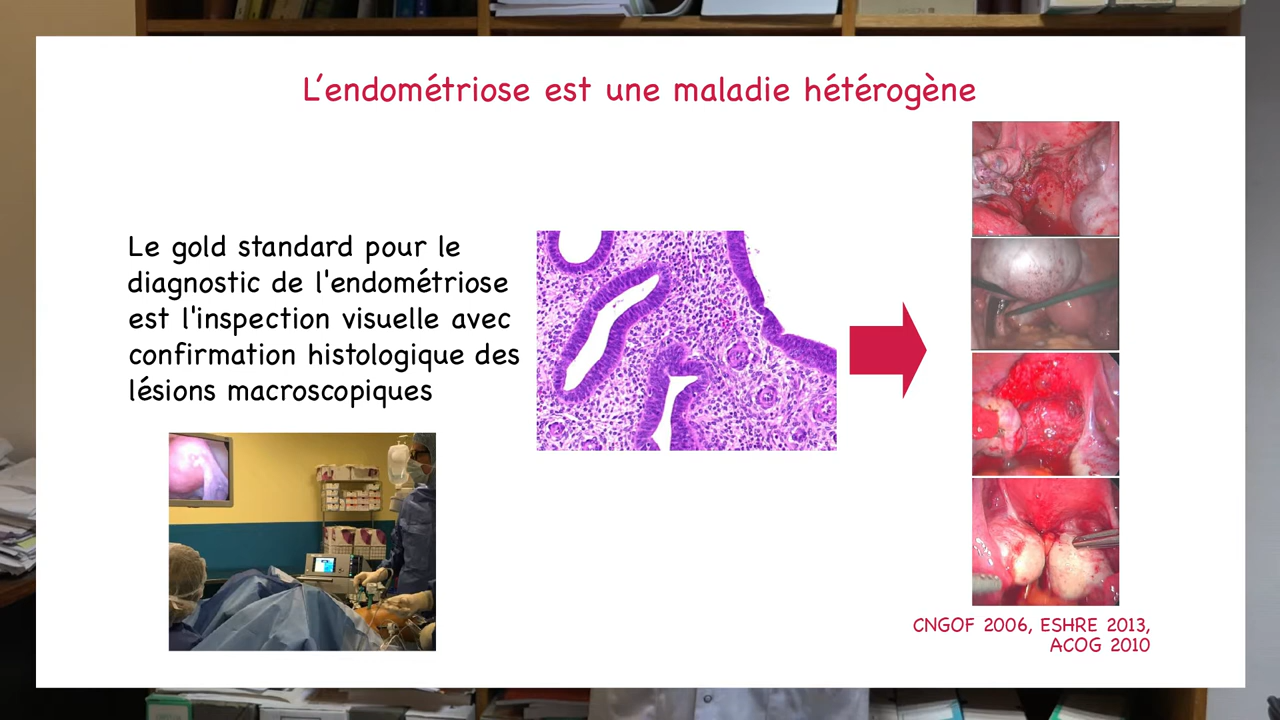 L'endométriose est une maladie hétérogène
Le gold standard pour le
diagnostic de l'endométriose
est l'inspection visuelle avec
confirmation histologique des
lésions macroscopiques
CNGOF 2006, ESHRE 2013,
ACOG 2010